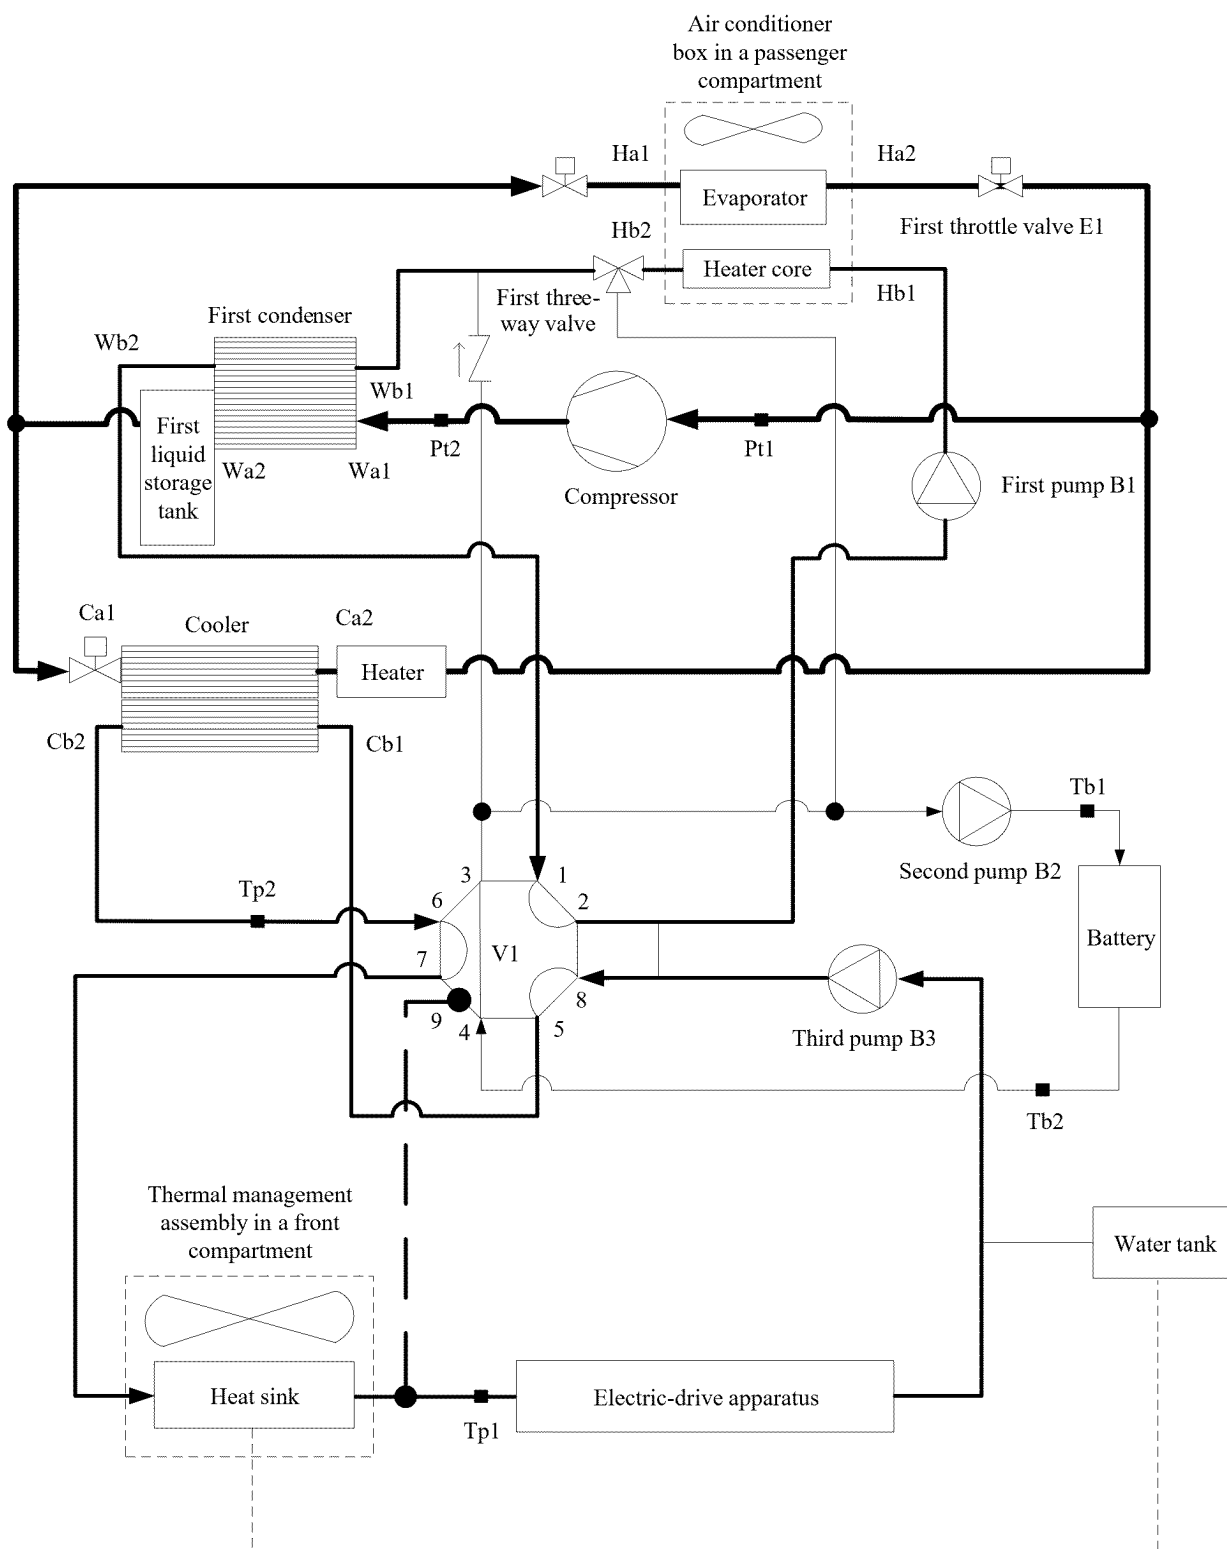 Air conditioner
box in a passenger
compartment
Ha1
Ha2
Evaporator
First throttle valve E1
Hb2
Heater core
Hb1
First three-
way valve
First condenser
Wb2
Wb1
First
liquid
storage
tank
Wa2
Wa1
Pt2
Pt1
Compressor
First pump B1
Ca1
Cooler
Ca2
Heater
Cb2
Cb1
Tb1
Second pump B2
Tp2
3
1
6
2
7
V1
Battery
9
4
5
8
Third pump B3
Tb2
Thermal management
assembly in a front
compartment
Water tank
Heat sink
Electric-drive apparatus
Tp1